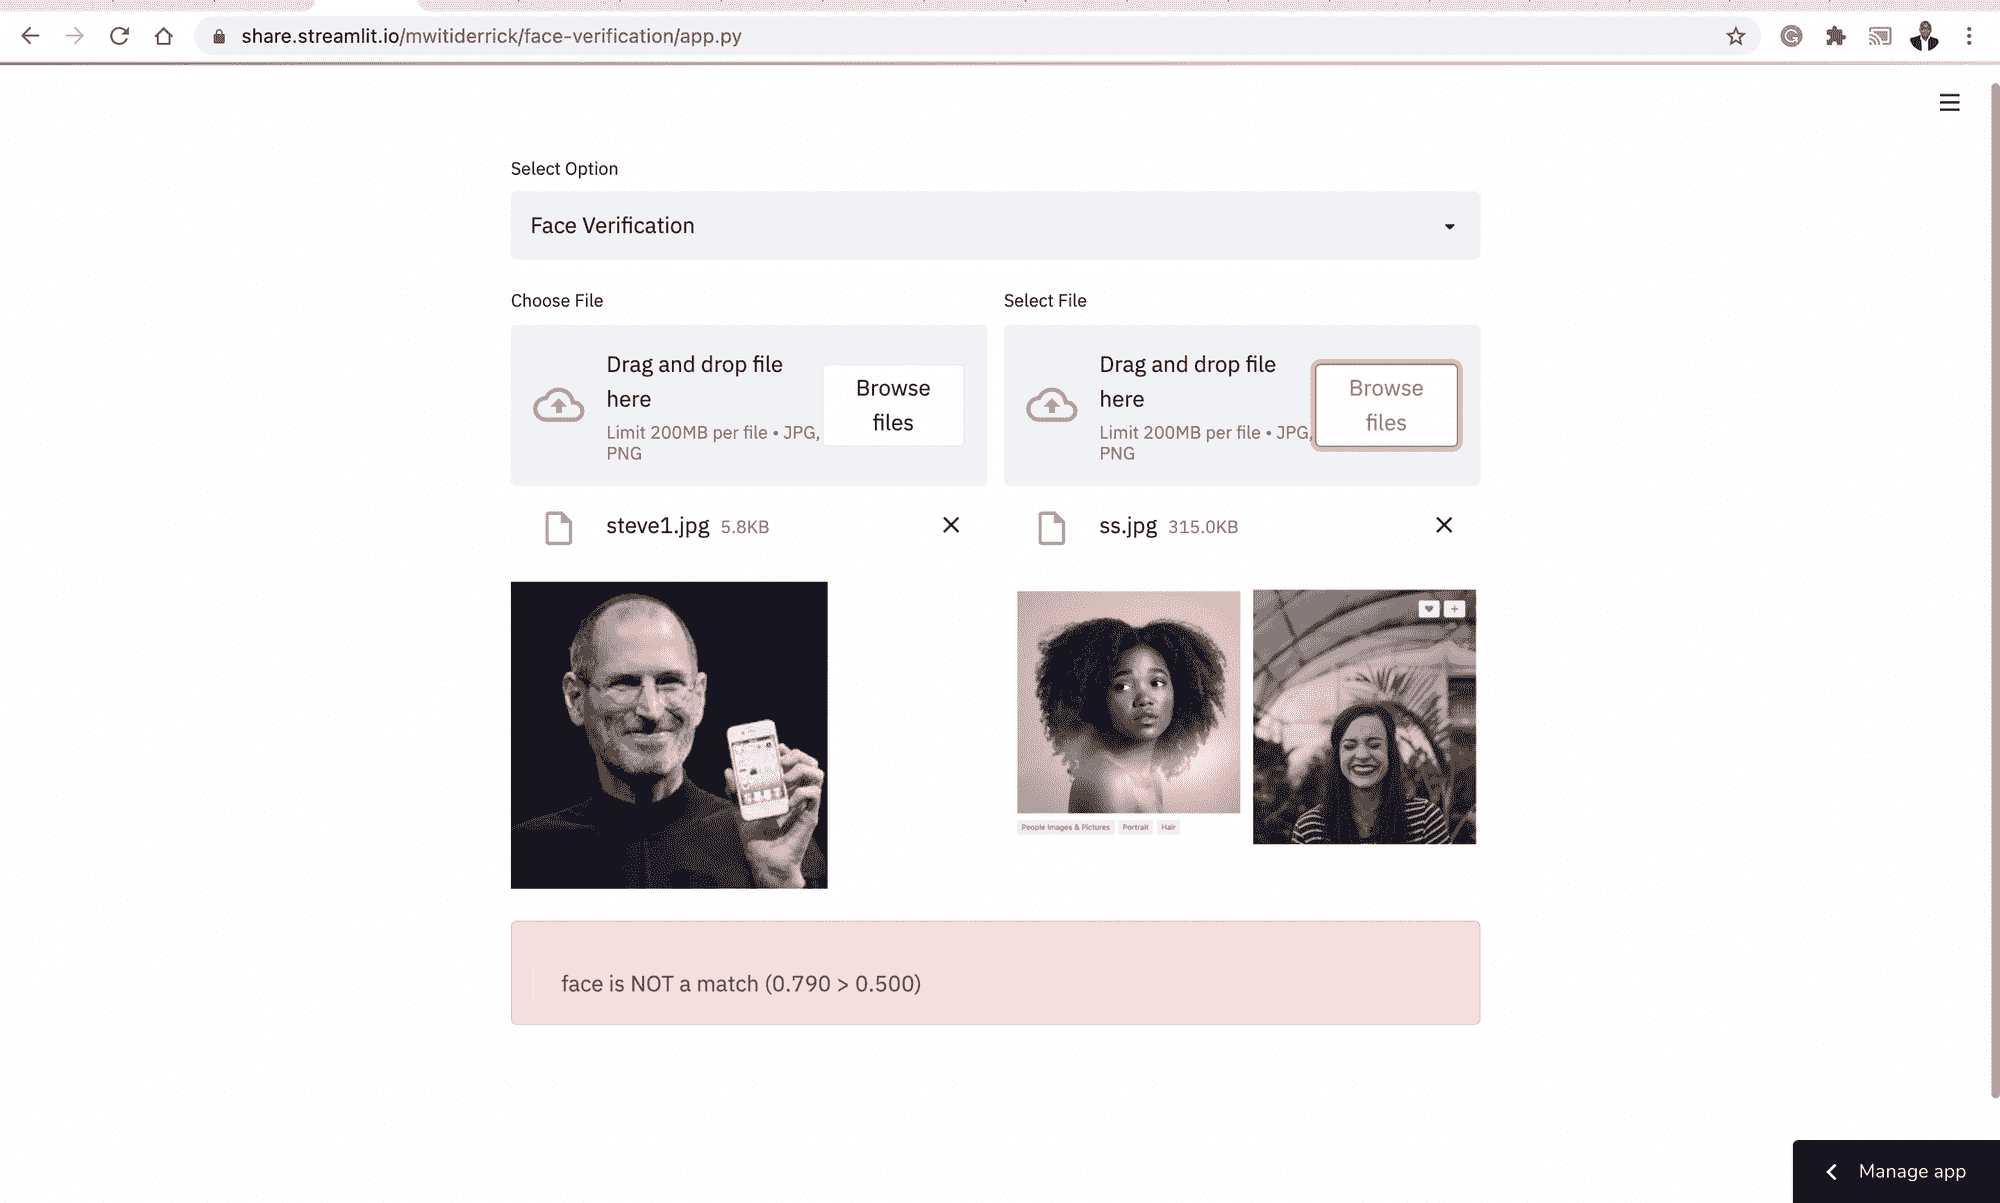 share.streamlit.io/mwitiderrick/face-verification/app.py
Select Option
Face Verification
Choose File
Select File
Drag and drop file
here
Limit 200MB per file • JPG,
PNG
Browse
files
Drag and drop file
here
Limit 200MB per file • JPG,
PNG
Browse
files
steve1.jpg 5.8KB
ss.jpg 315.0KB
People Images & Pictures Portrait Hair
face is NOT a match (0.790 > 0.500)
Manage app